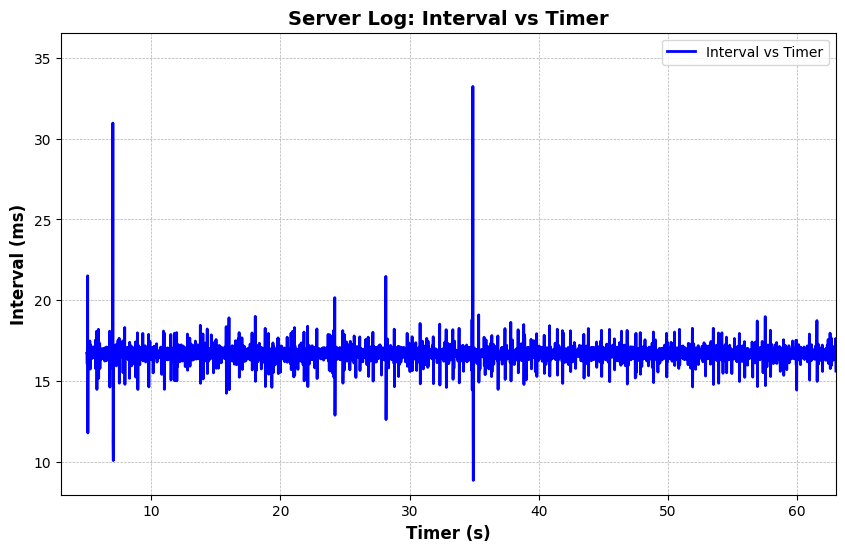 Server Log: Interval vs Timer
Interval vs Timer
35
30
25
20
15
10
Interval (ms)
10 20 30 40 50 60
Timer (s)